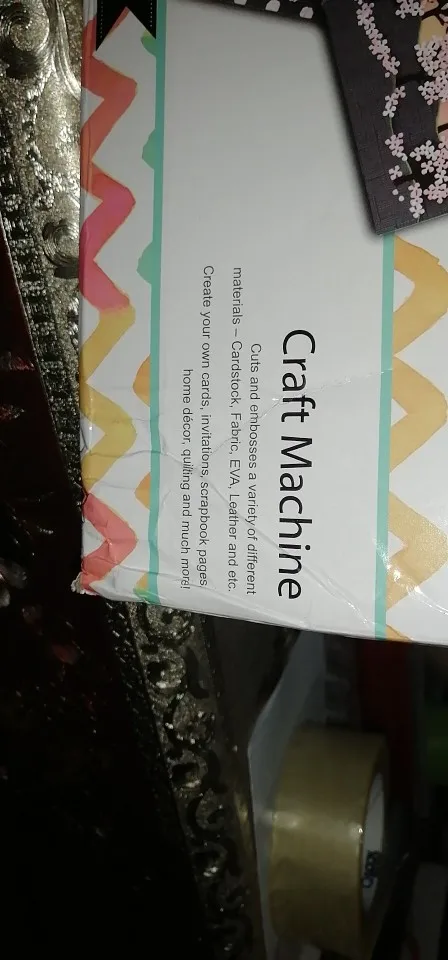 Craft Machine
Cuts and embosses a variety of different
materials – Cardstock, Fabric, EVA, Leather and etc.
Create your own cards, invitations, scrapbook pages,
home décor, quilting and much more!